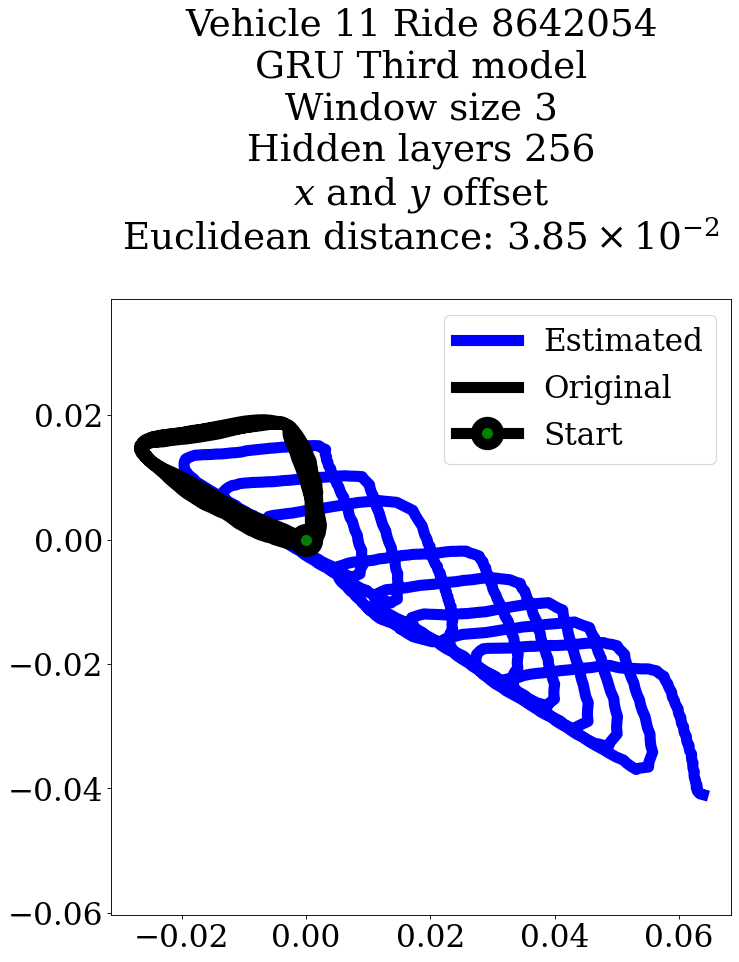 Vehicle 11 Ride 8642054
GRU Third model
Window size 3
Hidden layers 256
x and y offset
Euclidean distance: 3.85 × 10⁻²
Estimated
Original
Start
0.02
0.00
−0.02
−0.04
−0.06
−0.02 0.00 0.02 0.04 0.06